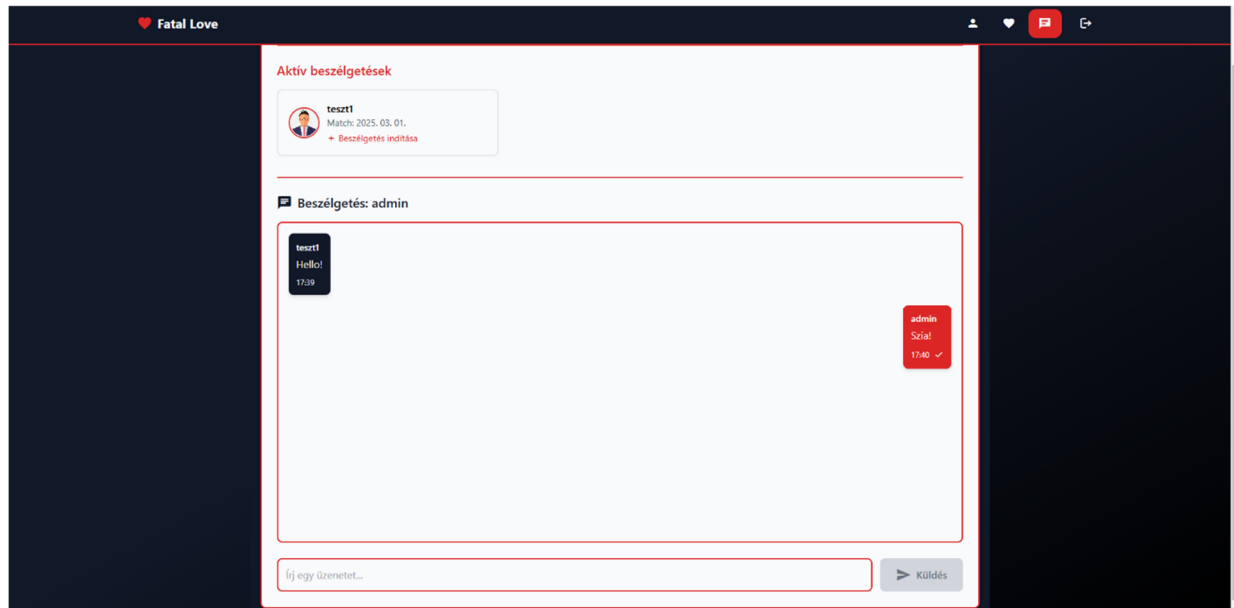 Fatal Love
Aktív beszélgetések
teszt1
Match: 2025. 03. 01.
+ Beszélgetés indítása
Beszélgetés: admin
teszt1
Hello!
17:39
admin
Szia!
17:40 ✓
Írj egy üzenetet...
Küldés